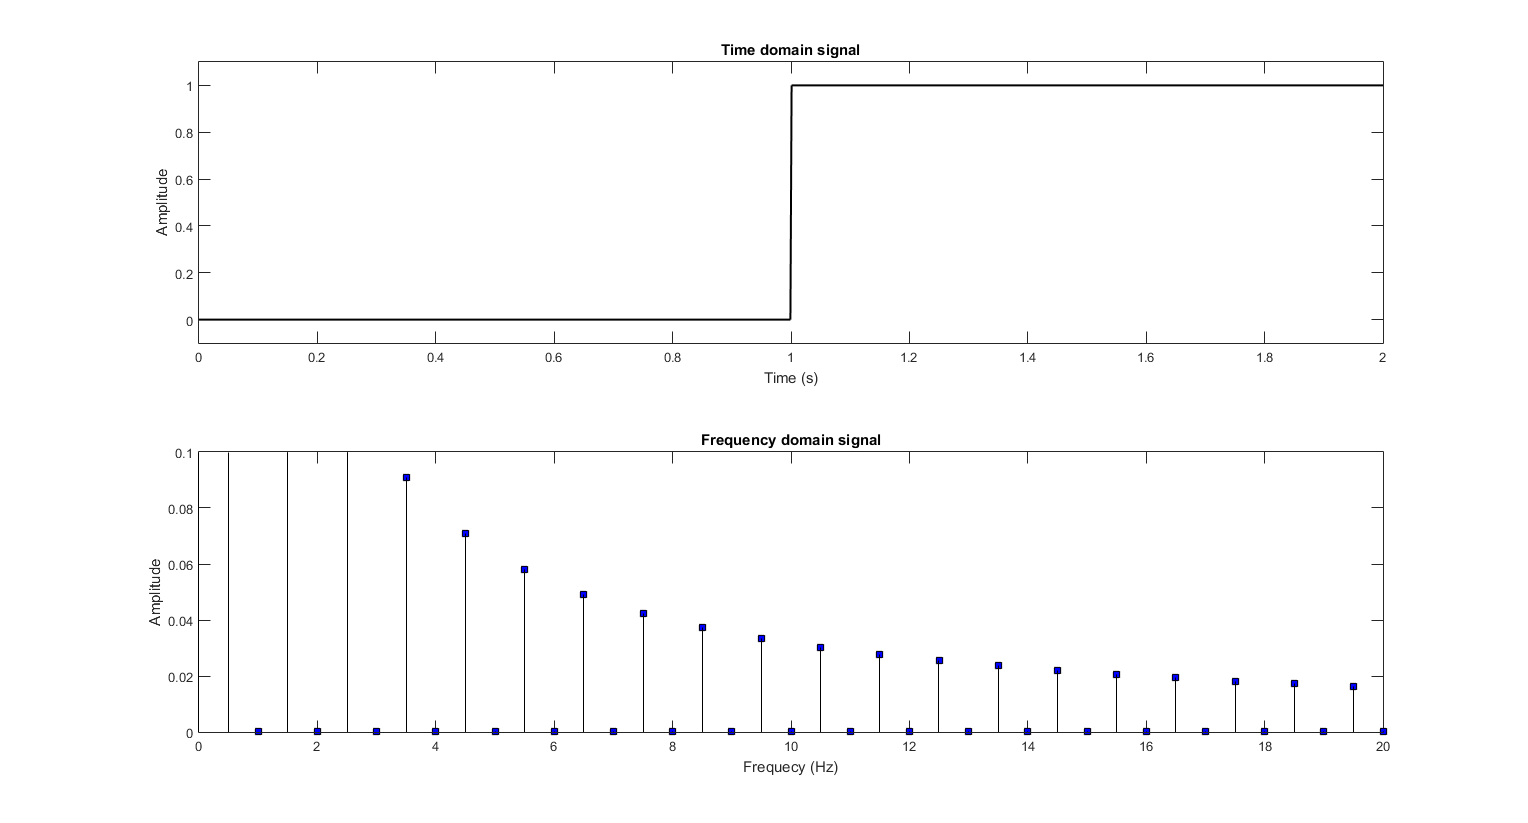 Time domain signal
1
0.8
0.6
0.4
0.2
0
Amplitude
0 0.2 0.4 0.6 0.8 1 1.2 1.4 1.6 1.8 2
Time (s)
Frequency domain signal
0.1
0.08
0.06
0.04
0.02
0
Amplitude
0 2 4 6 8 10 12 14 16 18 20
Frequecy (Hz)